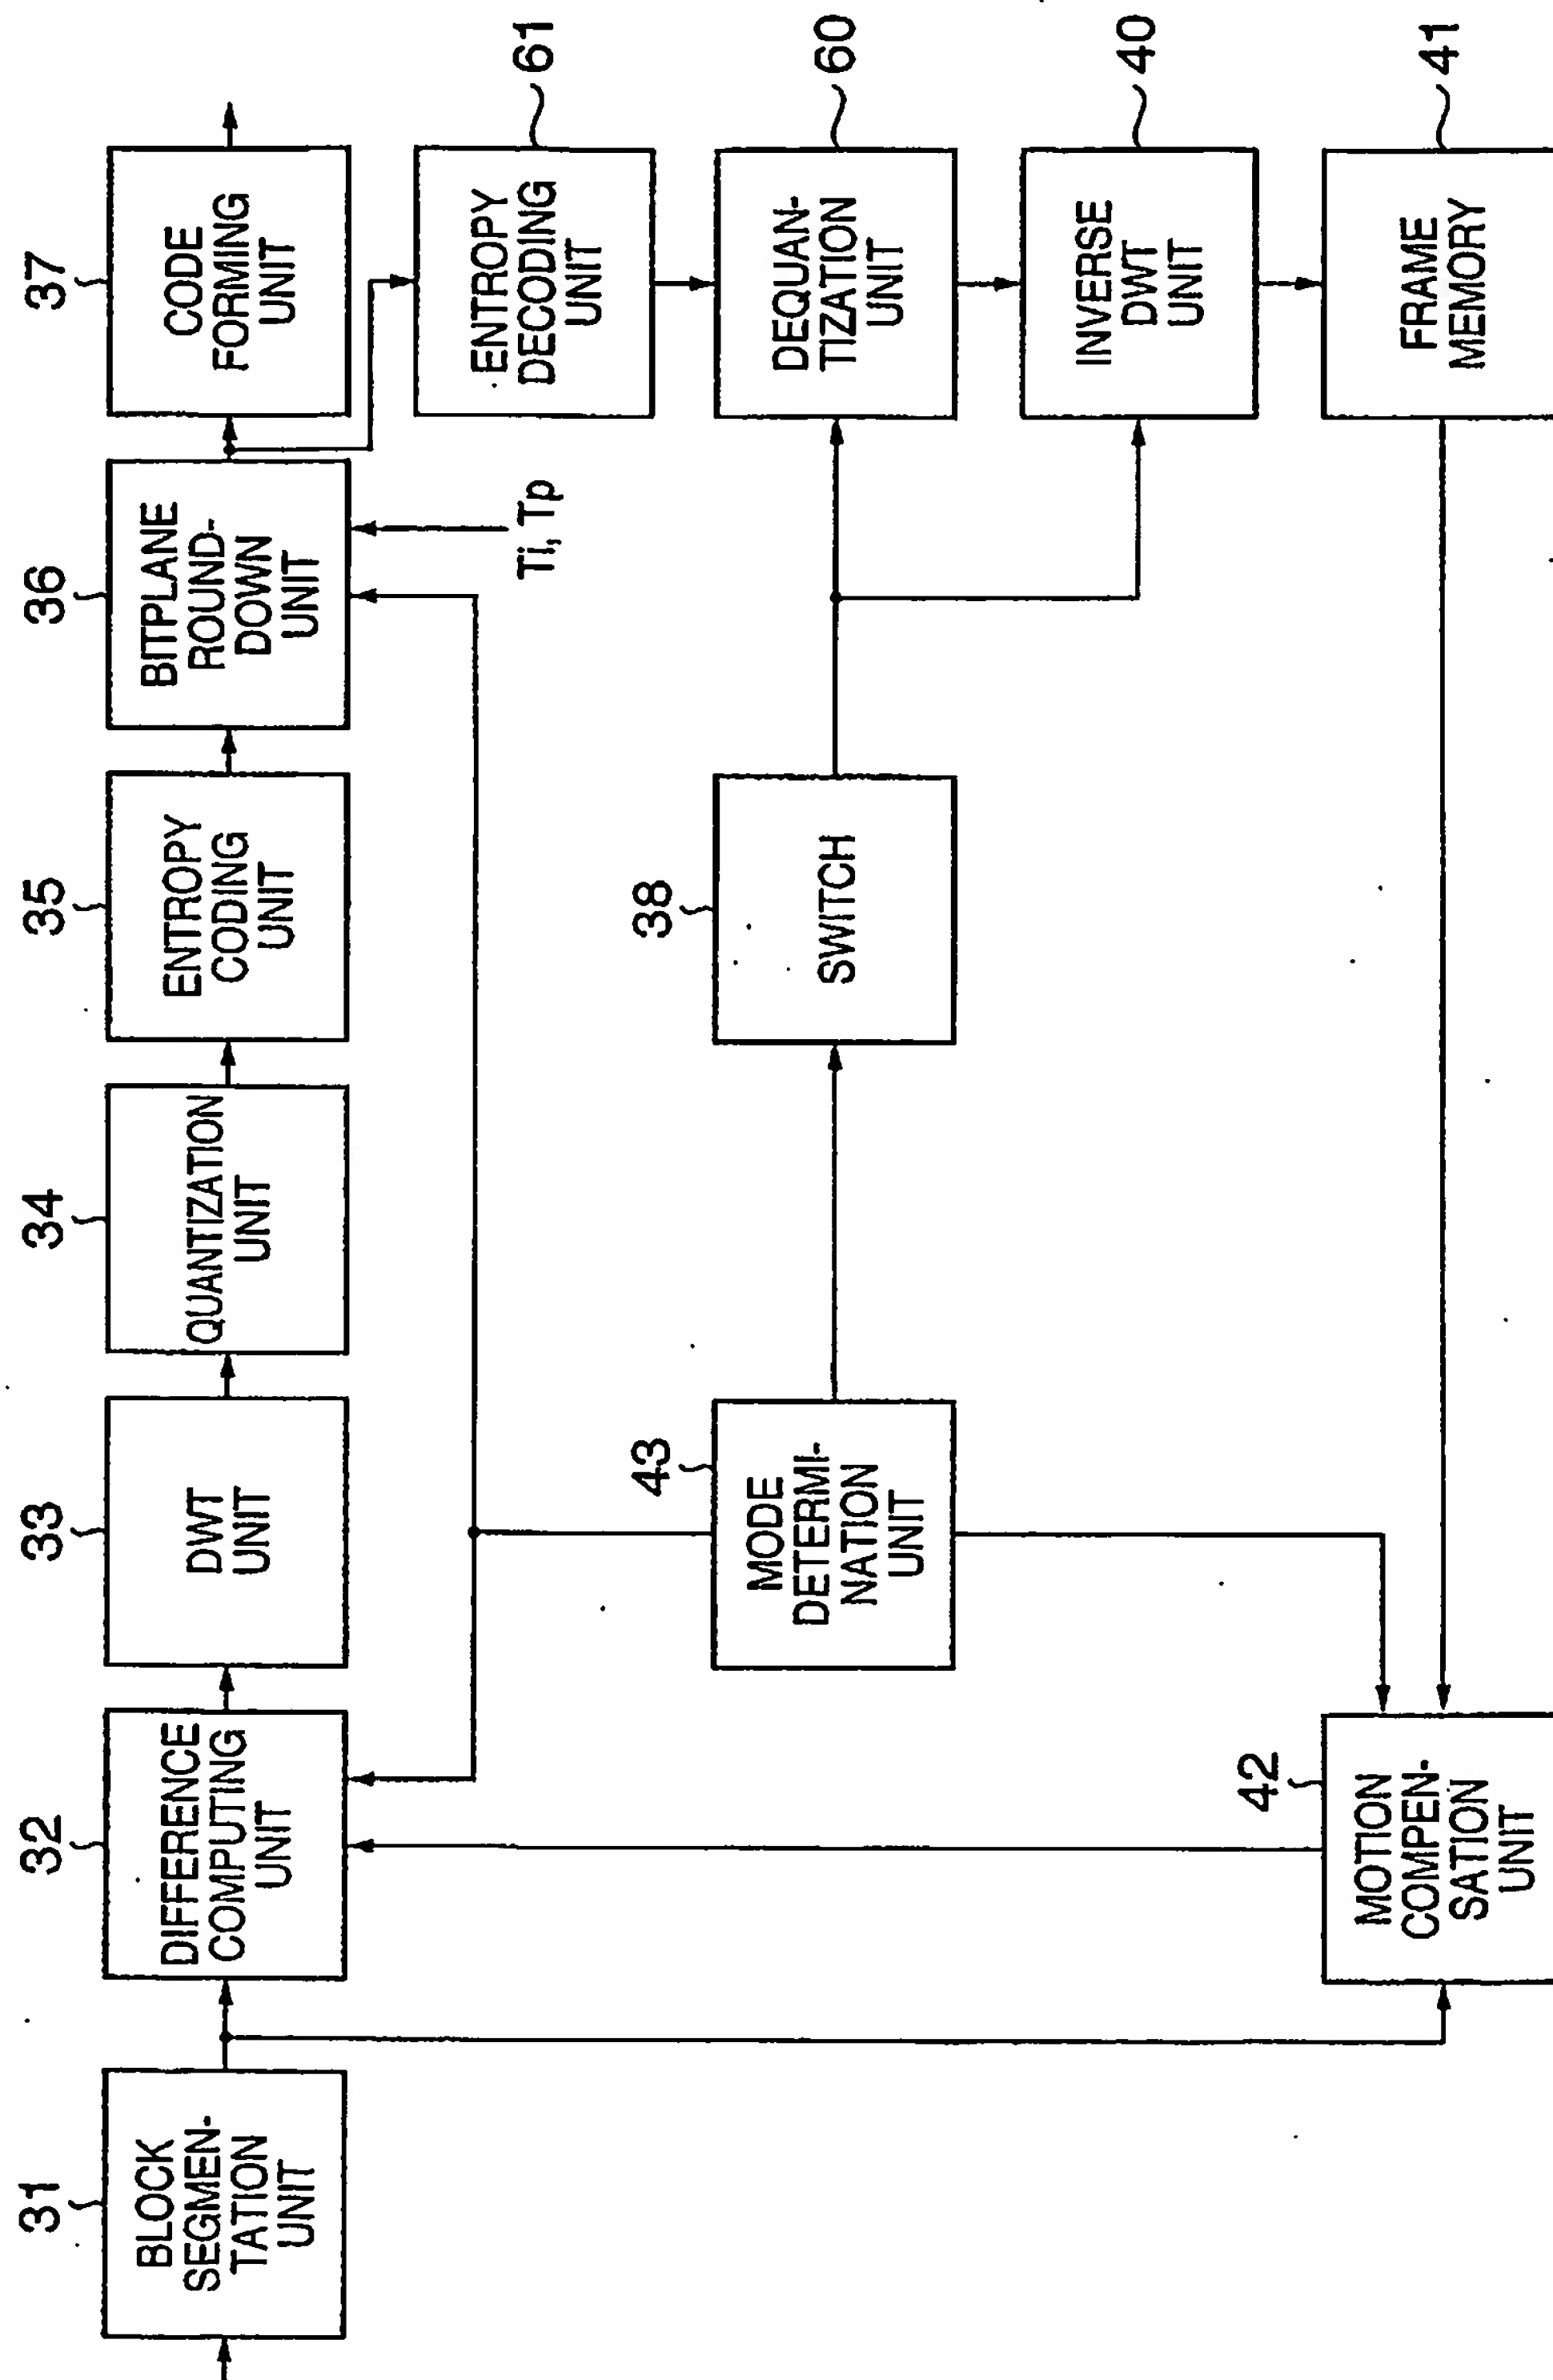 31
BLOCK
SEGMEN-
TATION
UNIT
32
DIFFERENCE
COMPUTING
UNIT
33
DWT
UNIT
34
QUANTIZATION
UNIT
35
ENTROPY
CODING
UNIT
36
BITPLANE
ROUND-
DOWN
UNIT
37
CODE
FORMING
UNIT
Ti, Tp
ENTROPY
DECODING
UNIT
61
43
MODE
DETERMI-
NATION
UNIT
38
SWITCH
DEQUAN-
TIZATION
UNIT
60
INVERSE
DWT
UNIT
40
42
MOTION
COMPEN-
SATION
UNIT
FRAME
MEMORY
41